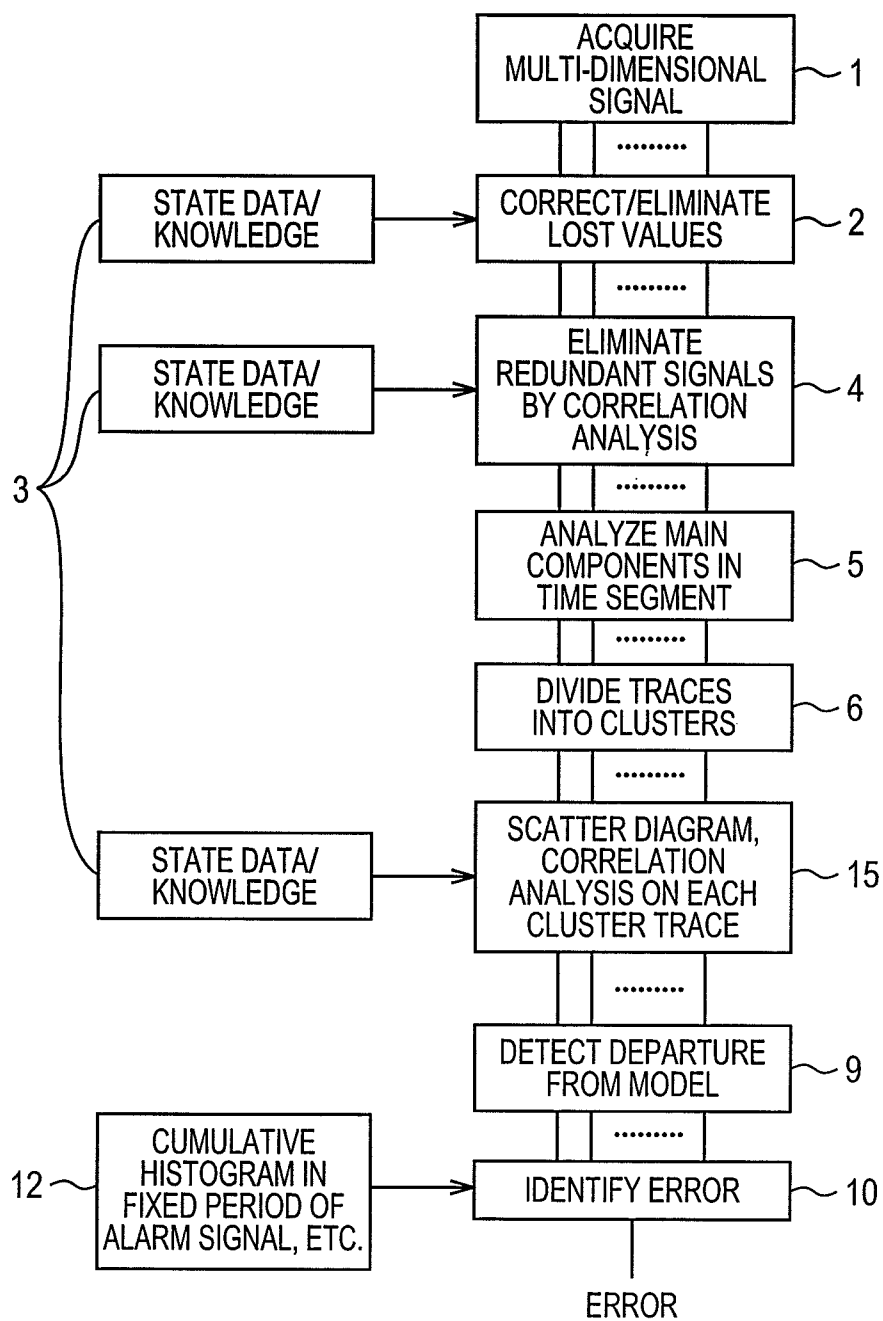 ACQUIRE
MULTI-DIMENSIONAL
SIGNAL
1
.........
STATE DATA/
KNOWLEDGE
CORRECT/ELIMINATE
LOST VALUES
2
.........
STATE DATA/
KNOWLEDGE
ELIMINATE
REDUNDANT SIGNALS
BY CORRELATION
ANALYSIS
4
3
.........
ANALYZE MAIN
COMPONENTS IN
TIME SEGMENT
5
.........
DIVIDE TRACES
INTO CLUSTERS
6
.........
STATE DATA/
KNOWLEDGE
SCATTER DIAGRAM,
CORRELATION
ANALYSIS ON EACH
CLUSTER TRACE
15
.........
DETECT DEPARTURE
FROM MODEL
9
.........
12
CUMULATIVE
HISTOGRAM IN
FIXED PERIOD OF
ALARM SIGNAL, ETC.
IDENTIFY ERROR
10
ERROR